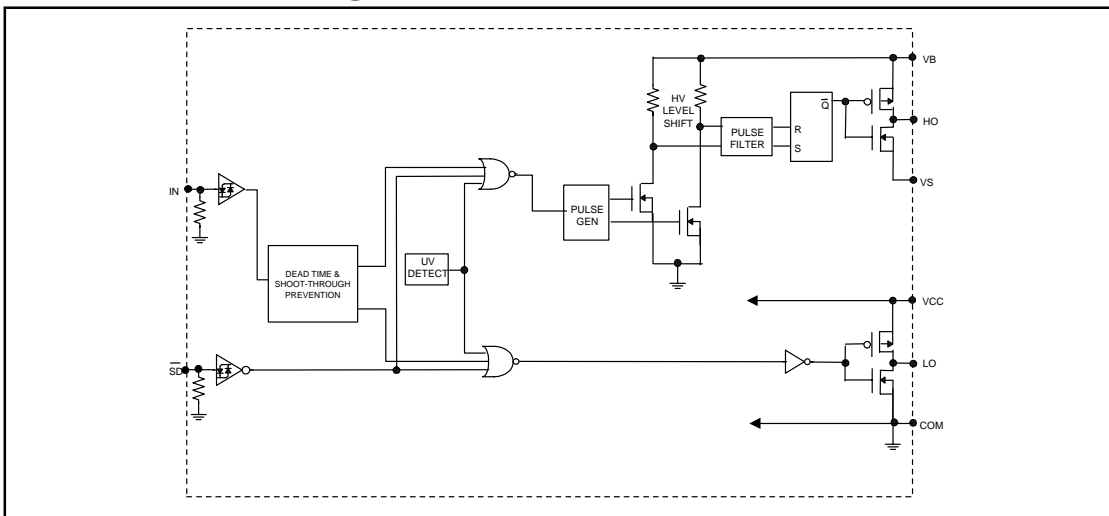 VB
HV
LEVEL
SHIFT
Q
PULSE
FILTER
R
S
HO
VS
IN
PULSE
GEN
UV
DETECT
DEAD TIME &
SHOOT-THROUGH
PREVENTION
VCC
SD
LO
COM